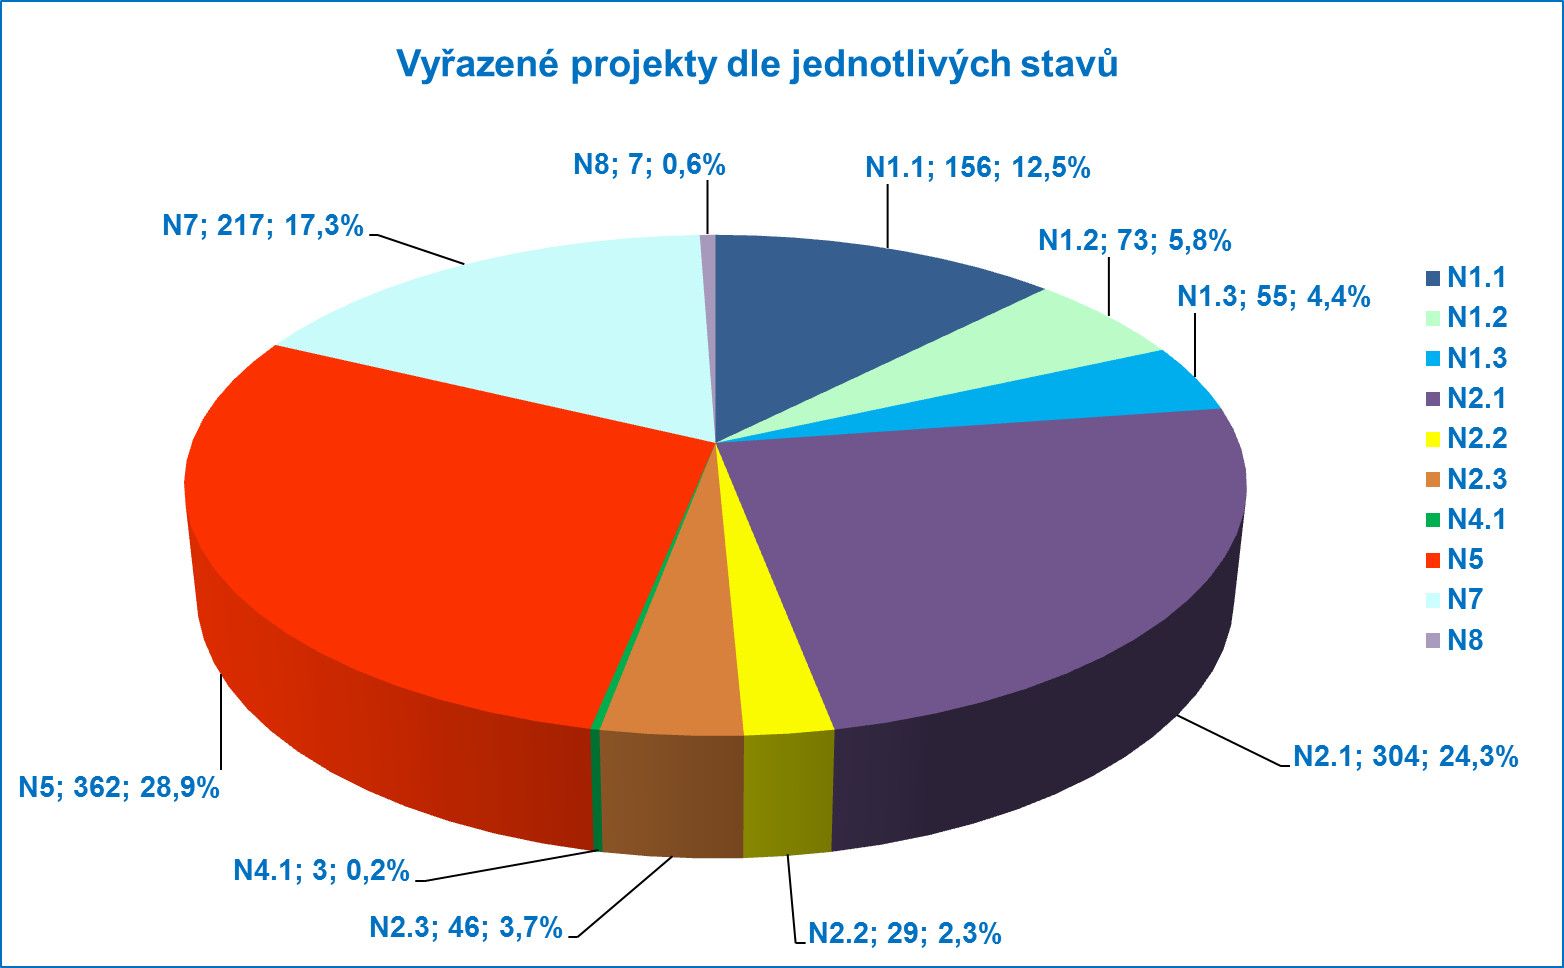 Vyřazené projekty dle jednotlivých stavů
N8; 7; 0,6%
N1.1; 156; 12,5%
N7; 217; 17,3%
N1.2; 73; 5,8%
N1.3; 55; 4,4%
N1.1
N1.2
N1.3
N2.1
N2.2
N2.3
N4.1
N5
N7
N8
N2.1; 304; 24,3%
N5; 362; 28,9%
N4.1; 3; 0,2%
N2.3; 46; 3,7%
N2.2; 29; 2,3%